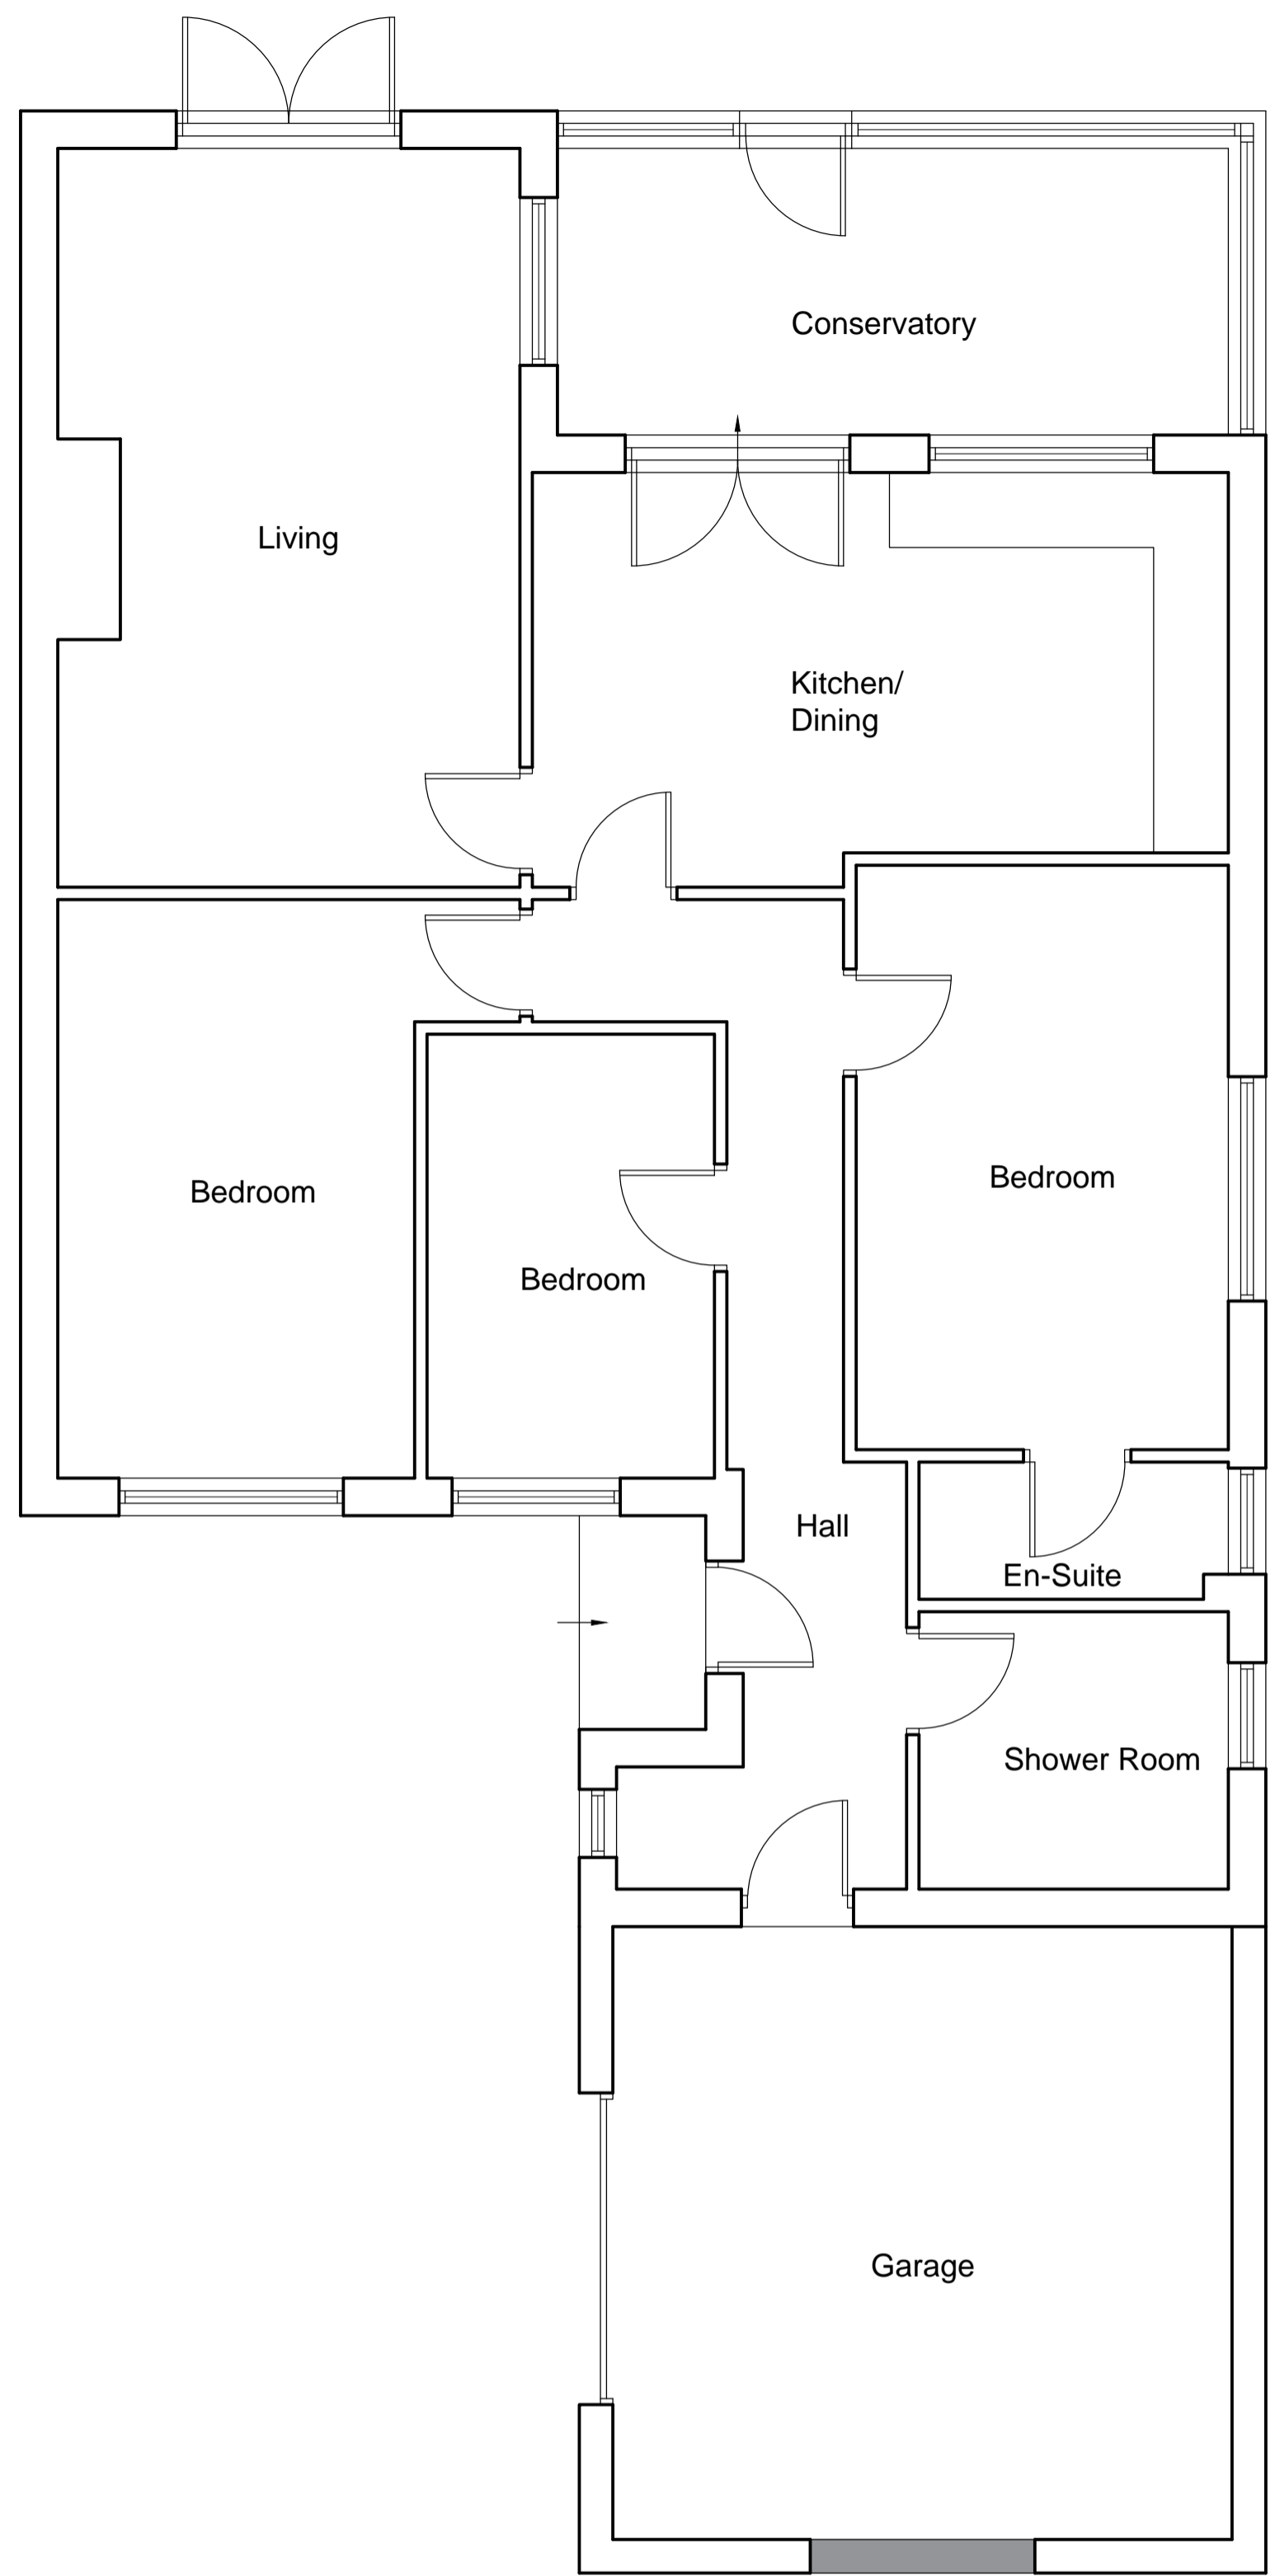 Conservatory
Living
Kitchen/
Dining
Bedroom
Bedroom
Bedroom
Hall
En-Suite
Shower Room
Garage